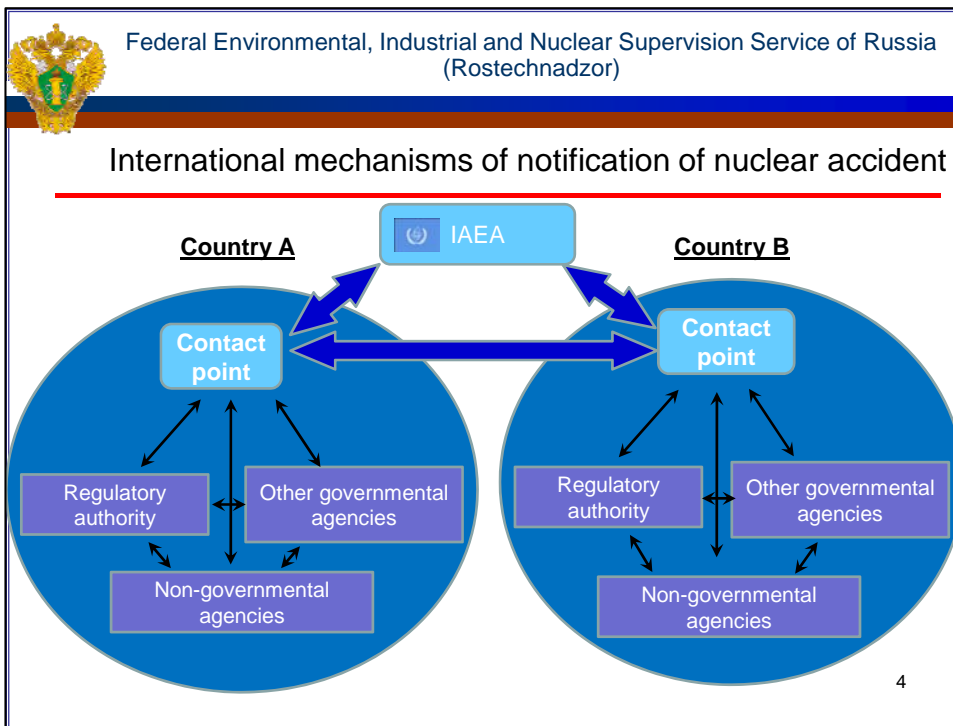 Federal Environmental, Industrial and Nuclear Supervision Service of Russia
(Rostechnadzor)
International mechanisms of notification of nuclear accident
IAEA
Country A
Country B
Contact
point
Regulatory
authority
Other governmental
agencies
Non-governmental
agencies
Contact
point
Regulatory
authority
Other governmental
agencies
Non-governmental
agencies
4